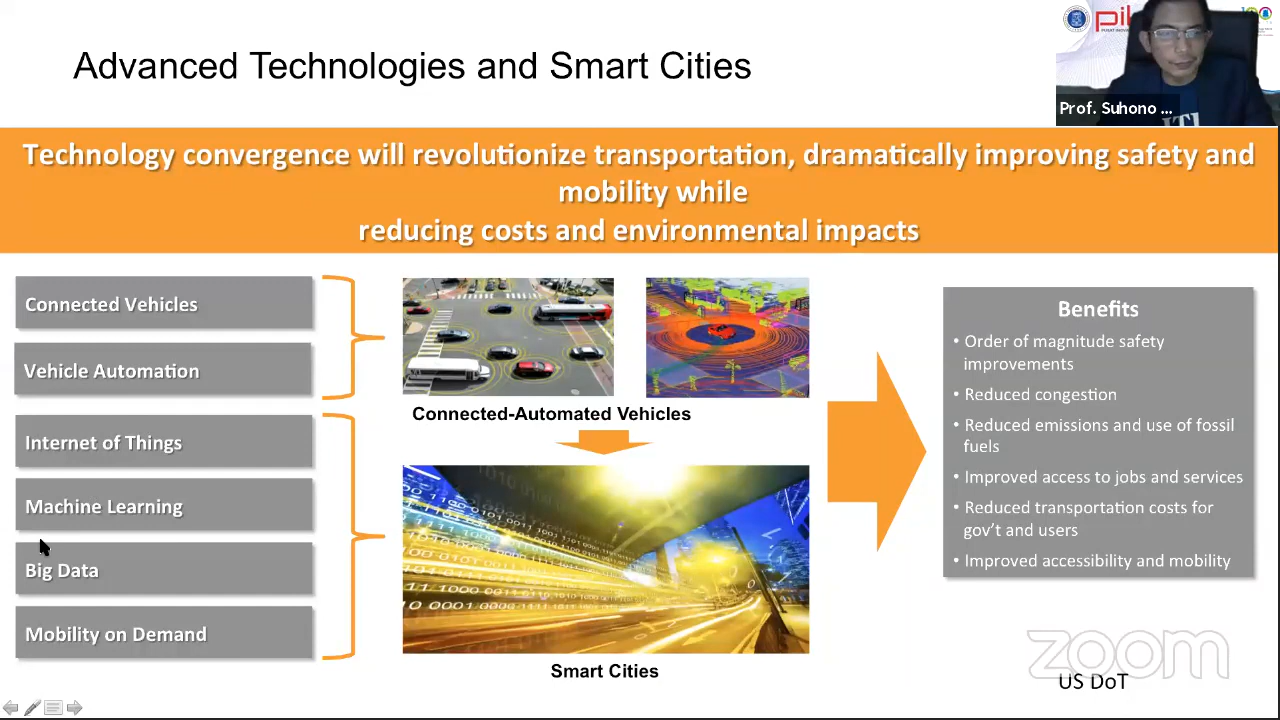 Advanced Technologies and Smart Cities
Prof. Suhono ...
Technology convergence will revolutionize transportation, dramatically improving safety and
mobility while
reducing costs and environmental impacts
Connected Vehicles
Vehicle Automation
Internet of Things
Machine Learning
Big Data
Mobility on Demand
Connected-Automated Vehicles
Smart Cities
Benefits
• Order of magnitude safety
improvements
• Reduced congestion
• Reduced emissions and use of fossil
fuels
• Improved access to jobs and services
• Reduced transportation costs for
gov't and users
• Improved accessibility and mobility
zoom
US DoT